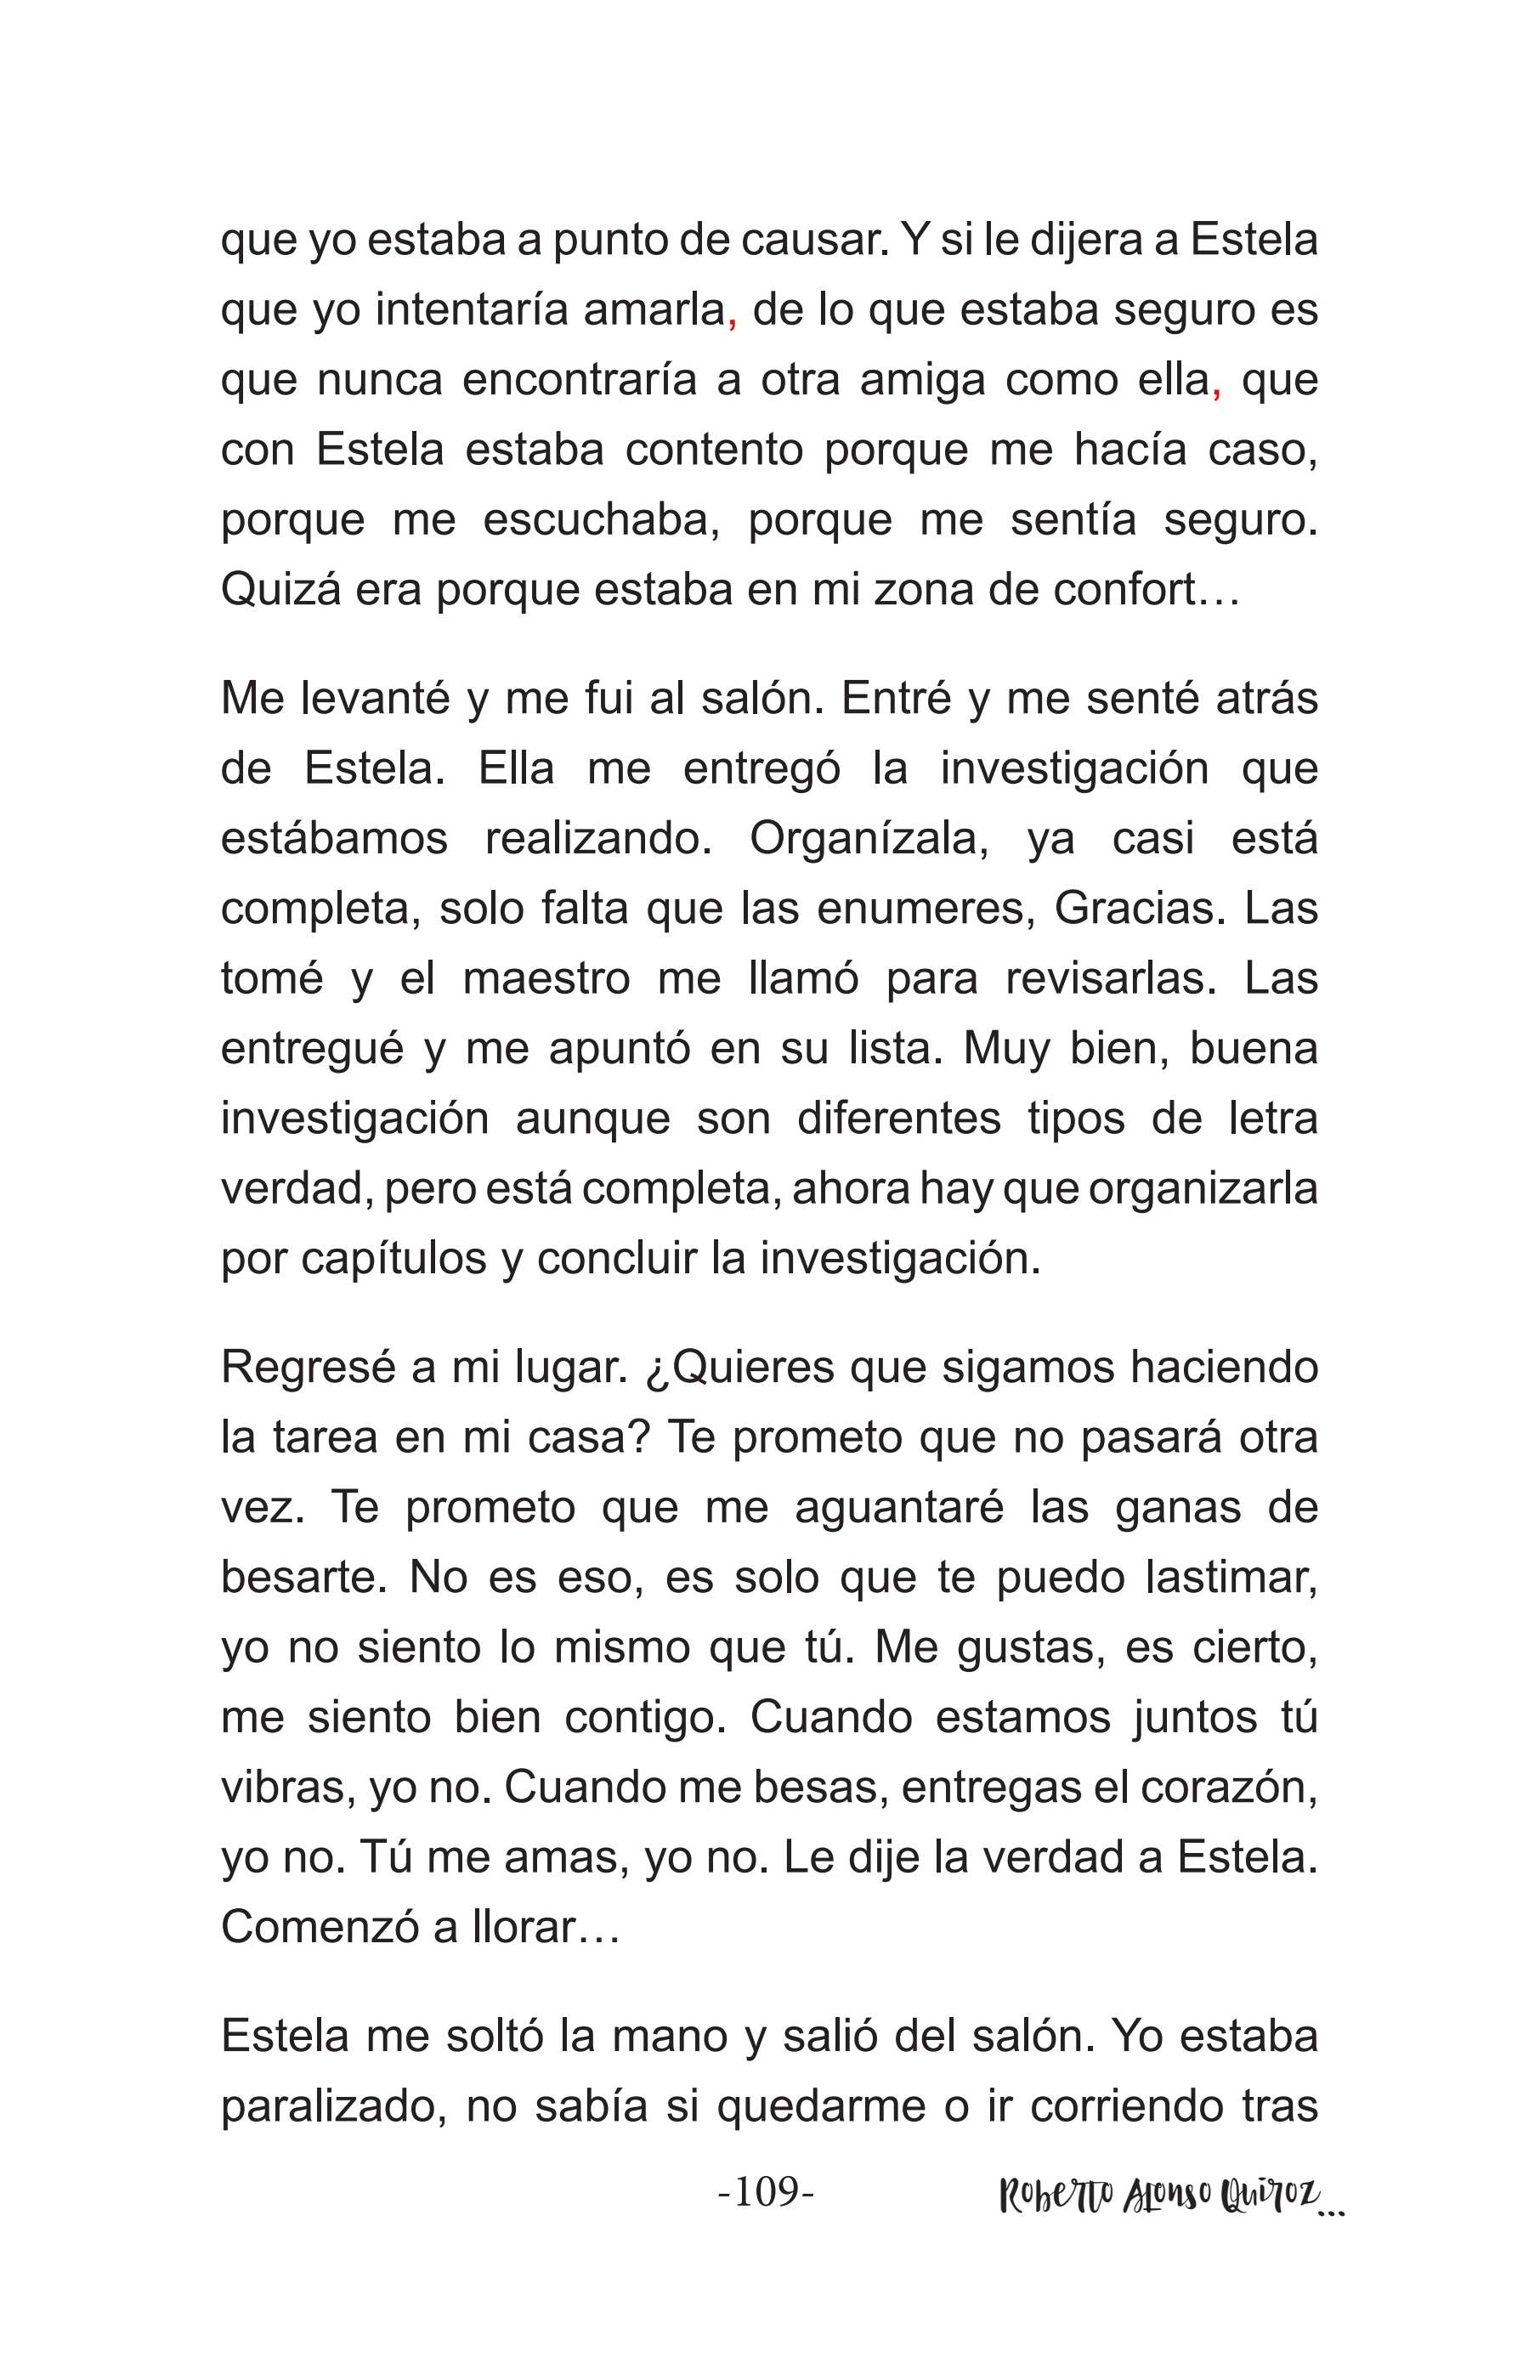 que yo estaba a punto de causar. Y si le dijera a Estela
que yo intentaría amarla, de lo que estaba seguro es
que nunca encontraría a otra amiga como ella, que
con Estela estaba contento porque me hacía caso,
porque me escuchaba, porque me sentía seguro.
Quizá era porque estaba en mi zona de confort…
Me levanté y me fui al salón. Entré y me senté atrás
de Estela. Ella me entregó la investigación que
estábamos realizando. Organízala, ya casi está
completa, solo falta que las enumeres, Gracias. Las
tomé y el maestro me llamó para revisarlas. Las
entregué y me apuntó en su lista. Muy bien, buena
investigación aunque son diferentes tipos de letra
verdad, pero está completa, ahora hay que organizarla
por capítulos y concluir la investigación.
Regresé a mi lugar. ¿Quieres que sigamos haciendo
la tarea en mi casa? Te prometo que no pasará otra
vez. Te prometo que me aguantaré las ganas de
besarte. No es eso, es solo que te puedo lastimar,
yo no siento lo mismo que tú. Me gustas, es cierto,
me siento bien contigo. Cuando estamos juntos tú
vibras, yo no. Cuando me besas, entregas el corazón,
yo no. Tú me amas, yo no. Le dije la verdad a Estela.
Comenzó a llorar…
Estela me soltó la mano y salió del salón. Yo estaba
paralizado, no sabía si quedarme o ir corriendo tras
-109- Roberto Alonso Quiroz...